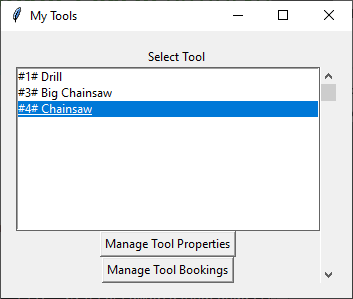 My Tools
Select Tool
#1# Drill
#3# Big Chainsaw
#4# Chainsaw
Manage Tool Properties
Manage Tool Bookings